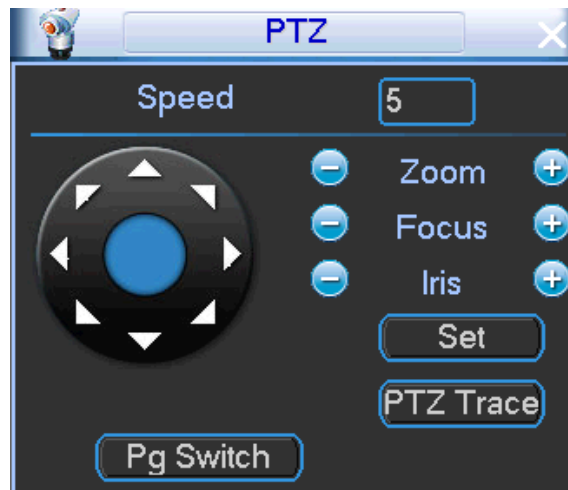 PTZ
Speed 5
Zoom
Focus
Iris
Set
PTZ Trace
Pg Switch